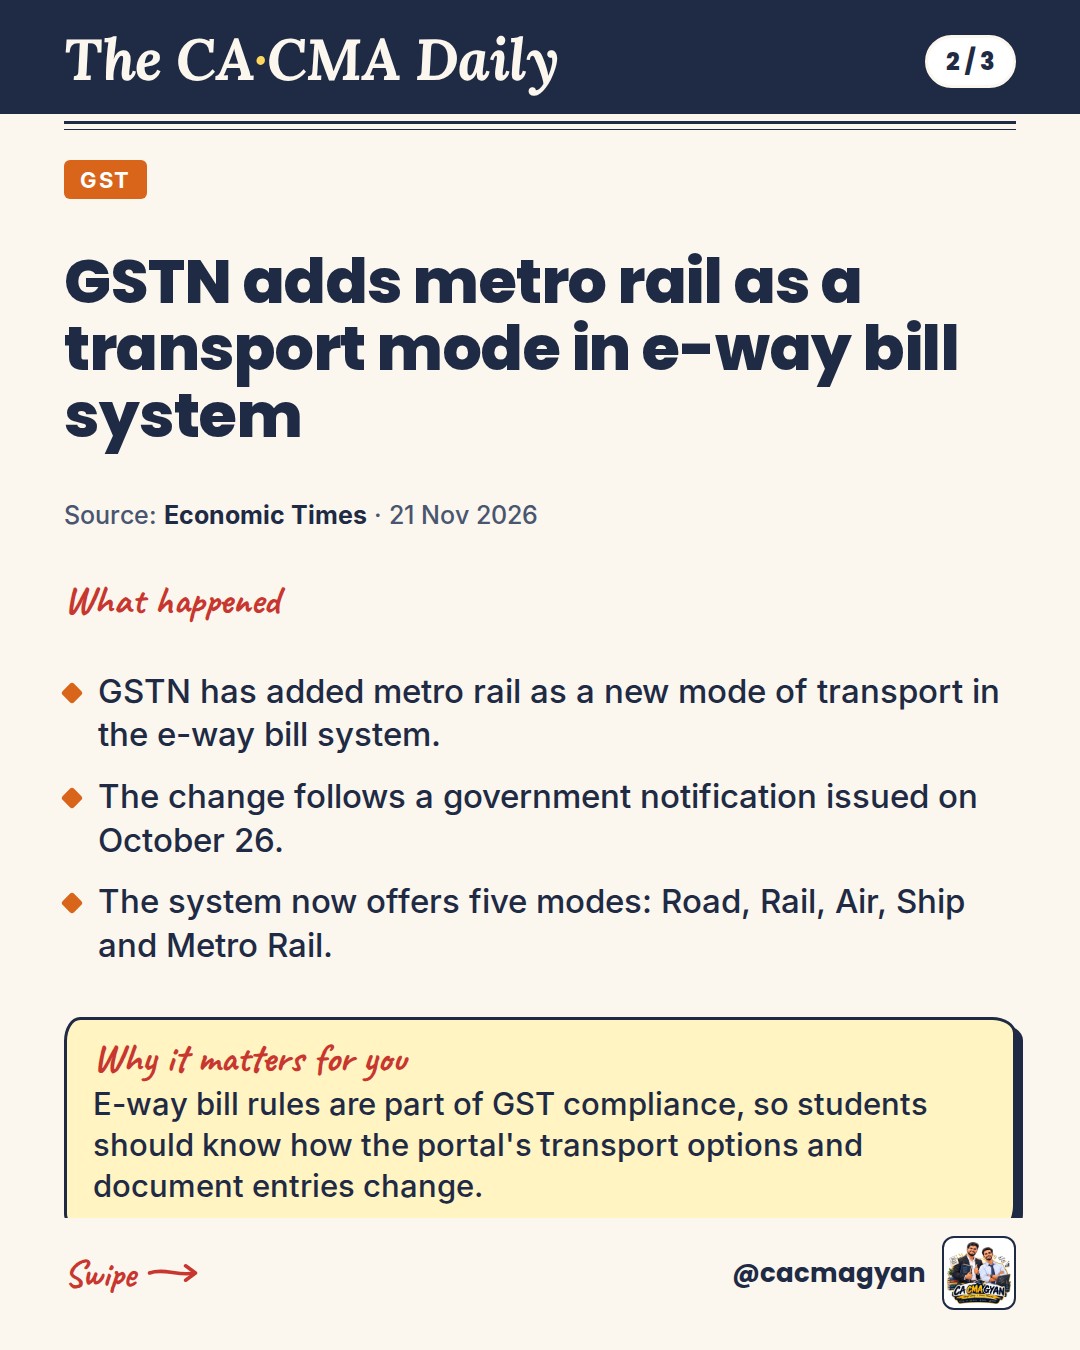 The CA·CMA Daily
2/3
GST
GSTN adds metro rail as a
transport mode in e-way bill
system
Source: Economic Times · 21 Nov 2026
What happened
GSTN has added metro rail as a new mode of transport in
the e-way bill system.
The change follows a government notification issued on
October 26.
The system now offers five modes: Road, Rail, Air, Ship
and Metro Rail.
Why it matters for you
E-way bill rules are part of GST compliance, so students
should know how the portal's transport options and
document entries change.
Swipe
@cacmagyan
CA CMA GYAN